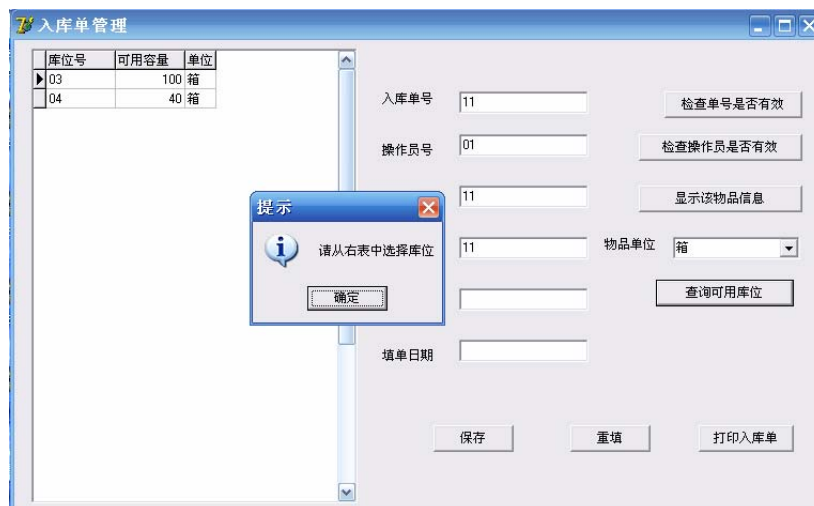 入库单管理
库位号 可用容量 单位
03 100 箱
04 40 箱
入库单号 11 检查单号是否有效
操作员号 01 检查操作员是否有效
11 显示该物品信息
11 物品单位 箱 查询可用库位
提示
请从右表中选择库位
确定
填单日期
保存 重填 打印入库单